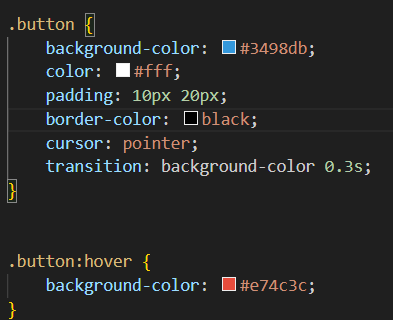 .button {
    background-color: #3498db;
    color: #fff;
    padding: 10px 20px;
    border-color: black;
    cursor: pointer;
    transition: background-color 0.3s;
}
.button:hover {
    background-color: #e74c3c;
}